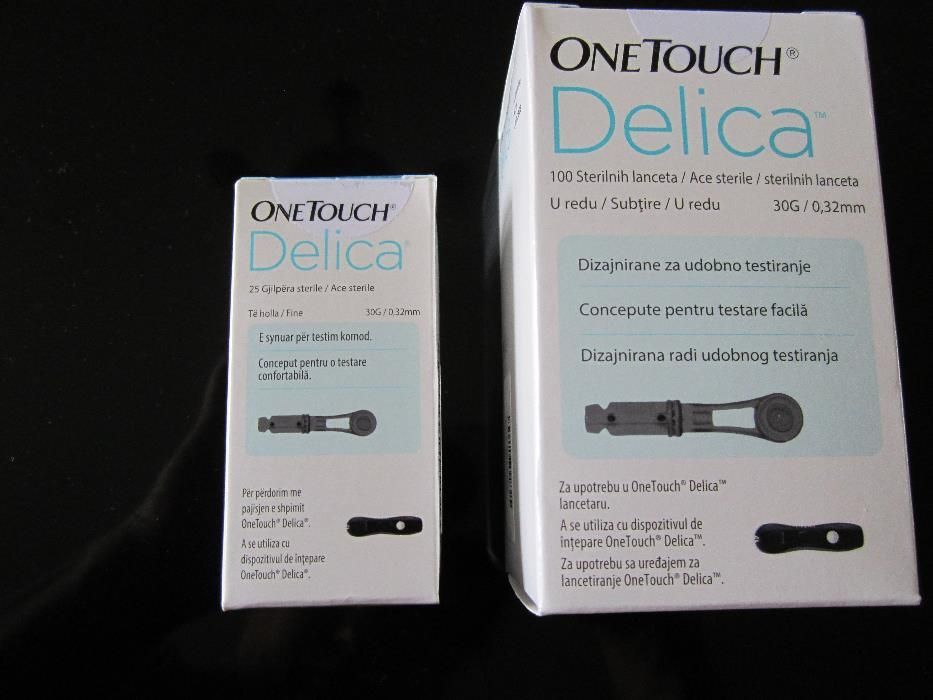 ONETOUCH®
Delica®
25 Gjilpëra sterile / Ace sterile
Të holla / Fine 30G / 0,32mm
E synuar për testim komod.
Conceput pentru o testare
confortabilă.
Për përdorim me
pajisjen e shpimit
OneTouch® Delica®.
A se utiliza cu
dispozitivul de înțepare
OneTouch® Delica®.
ONETOUCH®
Delica™
100 Sterilnih lanceta / Ace sterile / sterilnih lanceta
U redu / Subțire / U redu 30G / 0,32mm
Dizajnirane za udobno testiranje
Concepute pentru testare facilă
Dizajnirana radi udobnog testiranja
Za upotrebu u OneTouch® Delica™
lancetaru.
A se utiliza cu dispozitivul de
înțepare OneTouch® Delica™.
Za upotrebu sa uređajem za
lancetiranje OneTouch® Delica™.